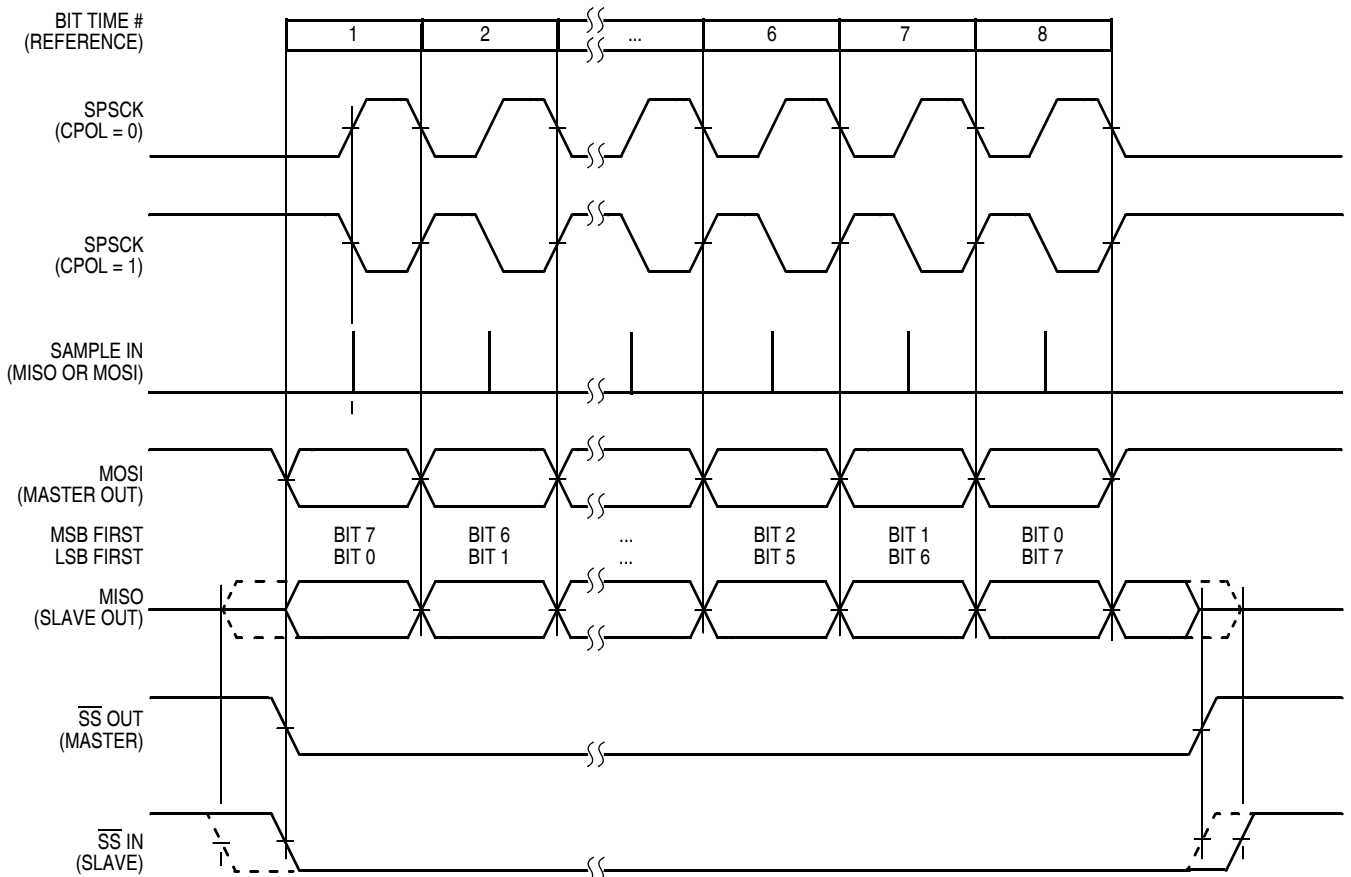 BIT TIME #
(REFERENCE)
1 2 ... 6 7 8
SPSCK
(CPOL = 0)
SPSCK
(CPOL = 1)
SAMPLE IN
(MISO OR MOSI)
MOSI
(MASTER OUT)
MSB FIRST BIT 7 BIT 6 ... BIT 2 BIT 1 BIT 0
LSB FIRST BIT 0 BIT 1 ... BIT 5 BIT 6 BIT 7
MISO
(SLAVE OUT)
S̅S̅ OUT
(MASTER)
S̅S̅ IN
(SLAVE)